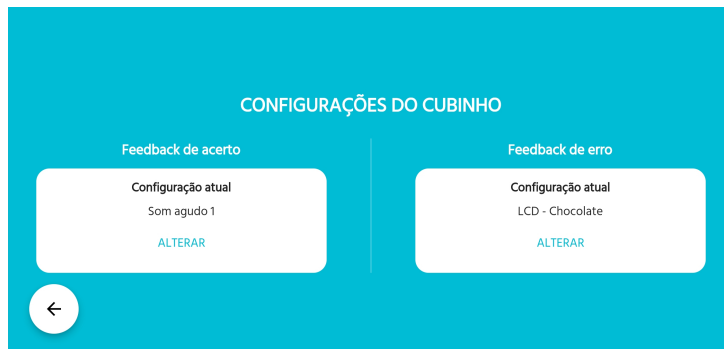 CONFIGURAÇÕES DO CUBINHO
Feedback de acerto
Configuração atual
Som agudo 1
ALTERAR
Feedback de erro
Configuração atual
LCD - Chocolate
ALTERAR